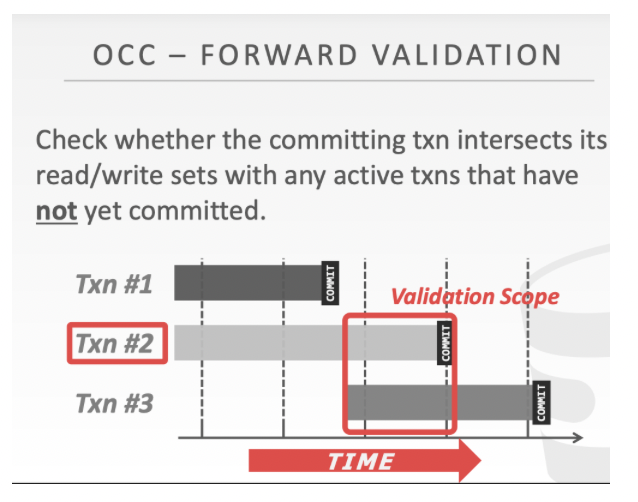 OCC – FORWARD VALIDATION
Check whether the committing txn intersects its
read/write sets with any active txns that have
not yet committed.
Txn #1
COMMIT
Validation Scope
Txn #2
COMMIT
Txn #3
COMMIT
TIME